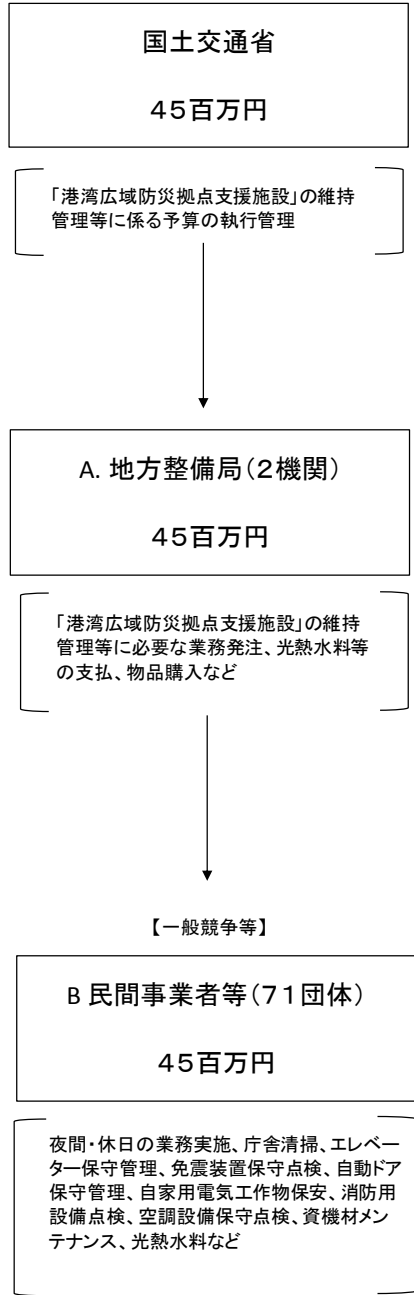 国土交通省
４５百万円
「港湾広域防災拠点支援施設」の維持
管理等に係る予算の執行管理
A. 地方整備局（２機関）
４５百万円
「港湾広域防災拠点支援施設」の維持
管理等に必要な業務発注、光熱水料等
の支払、物品購入など
【一般競争等】
B 民間事業者等（７１団体）
４５百万円
夜間・休日の業務実施、庁舎清掃、エレベー
ター保守管理、免震装置保守点検、自動ドア
保守管理、自家用電気工作物保安、消防用
設備点検、空調設備保守点検、資機材メン
テナンス、光熱水料など